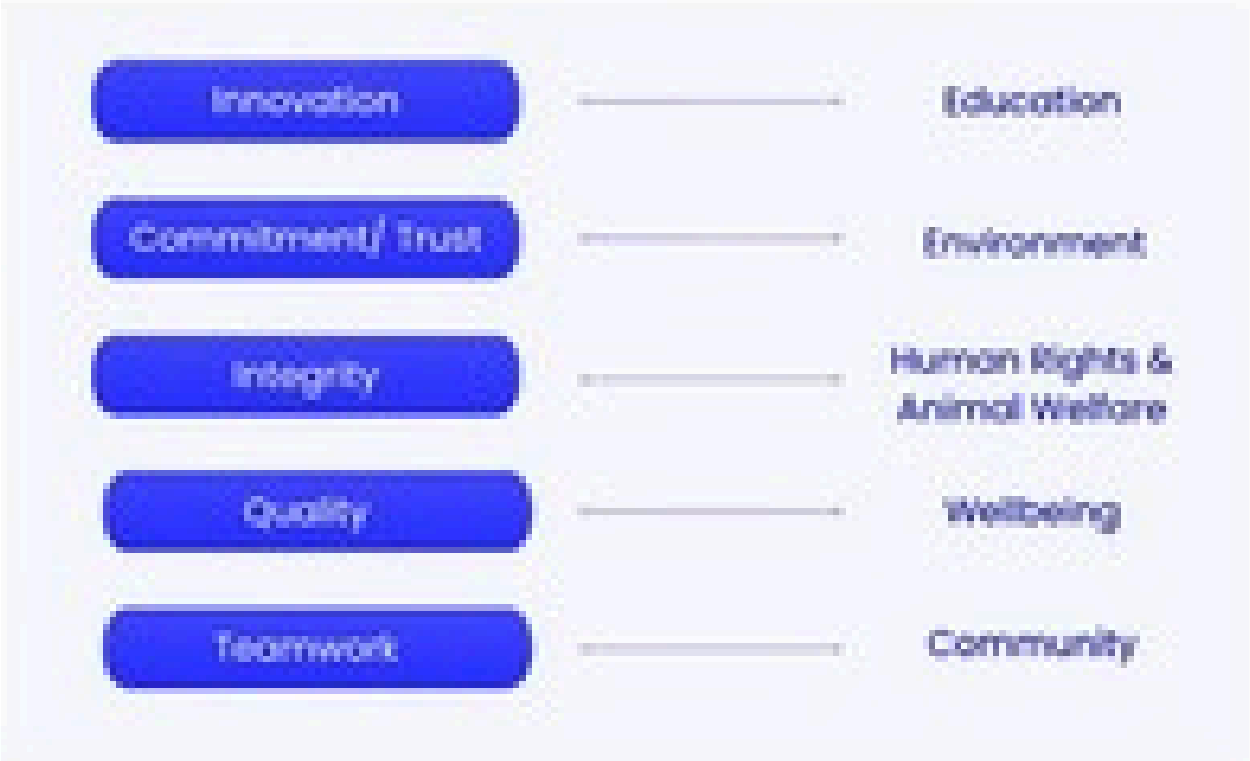 Innovation
Education
Commitment/ Trust
Environment
Integrity
Human Rights &
Animal Welfare
Quality
Wellbeing
Teamwork
Community